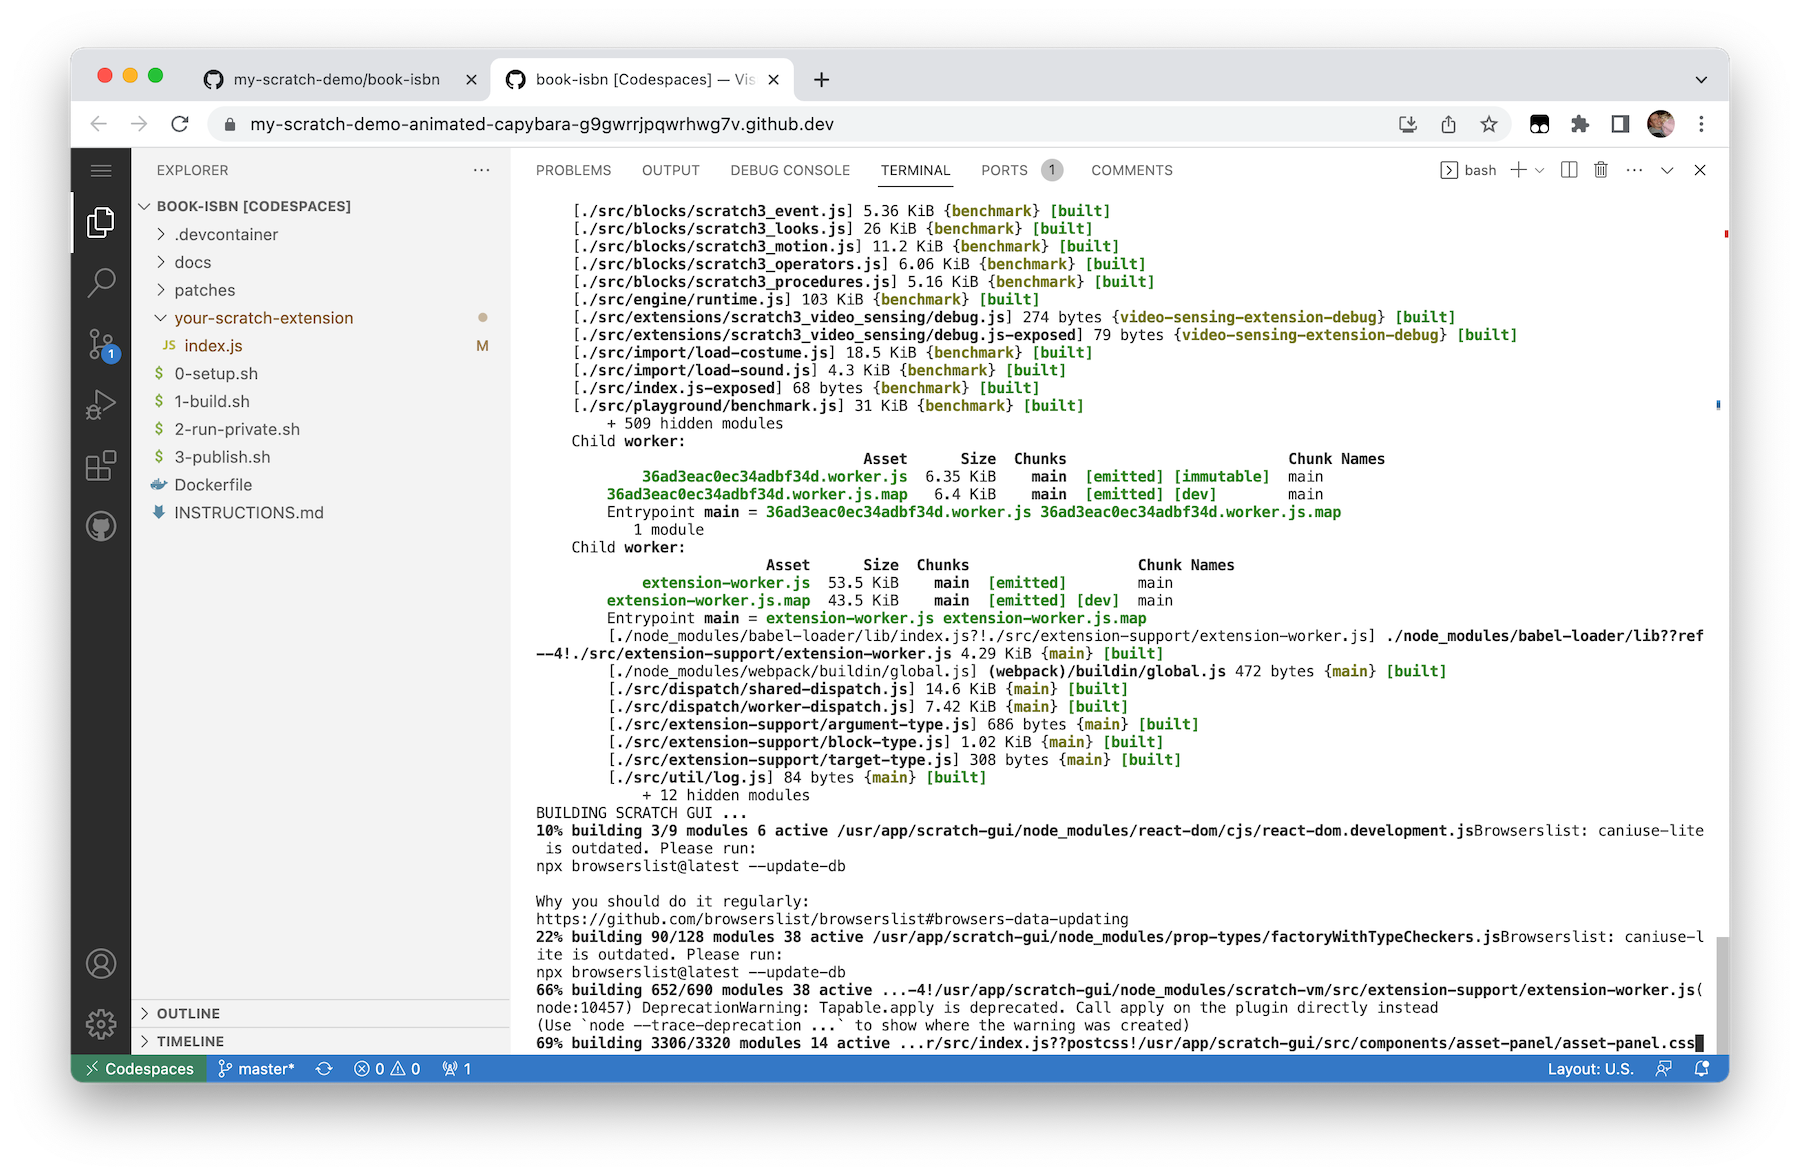 my-scratch-demo/book-isbn
book-isbn [Codespaces] — Vis
my-scratch-demo-animated-capybara-g9gwrrjpqwrhwg7v.github.dev
EXPLORER
BOOK-ISBN [CODESPACES]
.devcontainer
docs
patches
your-scratch-extension
JS index.js M
$ 0-setup.sh
$ 1-build.sh
$ 2-run-private.sh
$ 3-publish.sh
Dockerfile
INSTRUCTIONS.md
OUTLINE
TIMELINE
1
PROBLEMS OUTPUT DEBUG CONSOLE TERMINAL PORTS 1 COMMENTS bash
[./src/blocks/scratch3_event.js] 5.36 KiB {benchmark} [built]
[./src/blocks/scratch3_looks.js] 26 KiB {benchmark} [built]
[./src/blocks/scratch3_motion.js] 11.2 KiB {benchmark} [built]
[./src/blocks/scratch3_operators.js] 6.06 KiB {benchmark} [built]
[./src/blocks/scratch3_procedures.js] 5.16 KiB {benchmark} [built]
[./src/engine/runtime.js] 103 KiB {benchmark} [built]
[./src/extensions/scratch3_video_sensing/debug.js] 274 bytes {video-sensing-extension-debug} [built]
[./src/extensions/scratch3_video_sensing/debug.js-exposed] 79 bytes {video-sensing-extension-debug} [built]
[./src/import/load-costume.js] 18.5 KiB {benchmark} [built]
[./src/import/load-sound.js] 4.3 KiB {benchmark} [built]
[./src/index.js-exposed] 68 bytes {benchmark} [built]
[./src/playground/benchmark.js] 31 KiB {benchmark} [built]
+ 509 hidden modules
Child worker:
Asset Size Chunks Chunk Names
36ad3eac0ec34adbf34d.worker.js 6.35 KiB main [emitted] [immutable] main
36ad3eac0ec34adbf34d.worker.js.map 6.4 KiB main [emitted] [dev] main
Entrypoint main = 36ad3eac0ec34adbf34d.worker.js 36ad3eac0ec34adbf34d.worker.js.map
1 module
Child worker:
Asset Size Chunks Chunk Names
extension-worker.js 53.5 KiB main [emitted] main
extension-worker.js.map 43.5 KiB main [emitted] [dev] main
Entrypoint main = extension-worker.js extension-worker.js.map
[./node_modules/babel-loader/lib/index.js?!./src/extension-support/extension-worker.js] ./node_modules/babel-loader/lib??ref
--4!./src/extension-support/extension-worker.js 4.29 KiB {main} [built]
[./node_modules/webpack/buildin/global.js] (webpack)/buildin/global.js 472 bytes {main} [built]
[./src/dispatch/shared-dispatch.js] 14.6 KiB {main} [built]
[./src/dispatch/worker-dispatch.js] 7.42 KiB {main} [built]
[./src/extension-support/argument-type.js] 686 bytes {main} [built]
[./src/extension-support/block-type.js] 1.02 KiB {main} [built]
[./src/extension-support/target-type.js] 308 bytes {main} [built]
[./src/util/log.js] 84 bytes {main} [built]
+ 12 hidden modules
BUILDING SCRATCH GUI ...
10% building 3/9 modules 6 active /usr/app/scratch-gui/node_modules/react-dom/cjs/react-dom.development.jsBrowserslist: caniuse-lite
is outdated. Please run:
npx browserslist@latest --update-db
Why you should do it regularly:
https://github.com/browserslist/browserslist#browsers-data-updating
22% building 90/128 modules 38 active /usr/app/scratch-gui/node_modules/prop-types/factoryWithTypeCheckers.jsBrowserslist: caniuse-l
ite is outdated. Please run:
npx browserslist@latest --update-db
66% building 652/690 modules 38 active ...-4!/usr/app/scratch-gui/node_modules/scratch-vm/src/extension-support/extension-worker.js(
node:10457) DeprecationWarning: Tapable.apply is deprecated. Call apply on the plugin directly instead
(Use `node --trace-deprecation ...` to show where the warning was created)
69% building 3306/3320 modules 14 active ...r/src/index.js??postcss!/usr/app/scratch-gui/src/components/asset-panel/asset-panel.css
Codespaces master* 0 0 1 Layout: U.S.